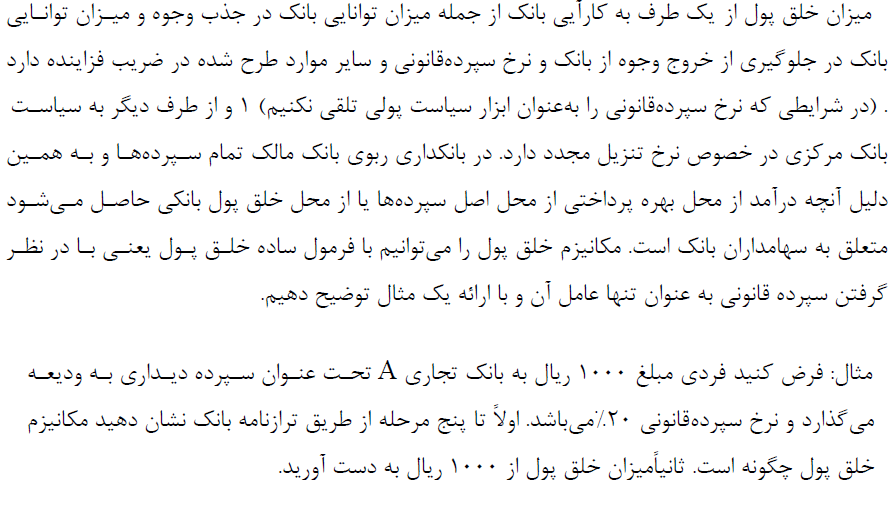 میزان خلق پول از یک طرف به کارآیی بانک از جمله میزان توانایی بانک در جذب وجوه و میزان توانایی
بانک در جلوگیری از خروج وجوه از بانک و نرخ سپرده‌قانونی و سایر موارد طرح شده در ضریب فزاینده دارد
. (در شرایطی که نرخ سپرده‌قانونی را به‌عنوان ابزار سیاست پولی تلقی نکنیم) ۱ و از طرف دیگر به سیاست
بانک مرکزی در خصوص نرخ تنزیل مجدد دارد. در بانکداری ربوی بانک مالک تمام سپرده‌ها و به همین
دلیل آنچه درآمد از محل بهره پرداختی از محل اصل سپرده‌ها یا از محل خلق پول بانکی حاصل می‌شود
متعلق به سهامداران بانک است. مکانیزم خلق پول را می‌توانیم با فرمول ساده خلق پول یعنی با در نظر
گرفتن سپرده قانونی به عنوان تنها عامل آن و با ارائه یک مثال توضیح دهیم.
مثال: فرض کنید فردی مبلغ ۱۰۰۰ ریال به بانک تجاری A تحت عنوان سپرده دیداری به ودیعه
می‌گذارد و نرخ سپرده‌قانونی ۲۰٪می‌باشد. اولاً تا پنج مرحله از طریق ترازنامه بانک نشان دهید مکانیزم
خلق پول چگونه است. ثانیاًمیزان خلق پول از ۱۰۰۰ ریال به دست آورید.